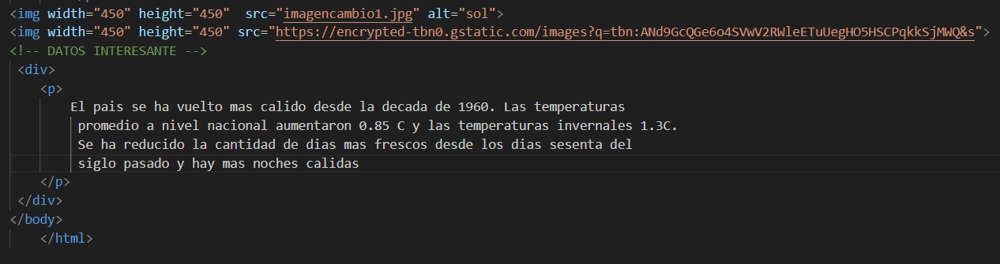 <img width="450" height="450"  src="imagencambio1.jpg" alt="sol">
<img width="450" height="450" src="https://encrypted-tbn0.gstatic.com/images?q=tbn:ANd9GcQGe6o4SVwV2RWleETuUegHO5HSCPqkkSjMWQ&s">
<!-- DATOS INTERESANTE -->
<div>
<p>
El pais se ha vuelto mas calido desde la decada de 1960. Las temperaturas
promedio a nivel nacional aumentaron 0.85 C y las temperaturas invernales 1.3C.
Se ha reducido la cantidad de dias mas frescos desde los dias sesenta del
siglo pasado y hay mas noches calidas
</p>
</div>
</body>
</html>